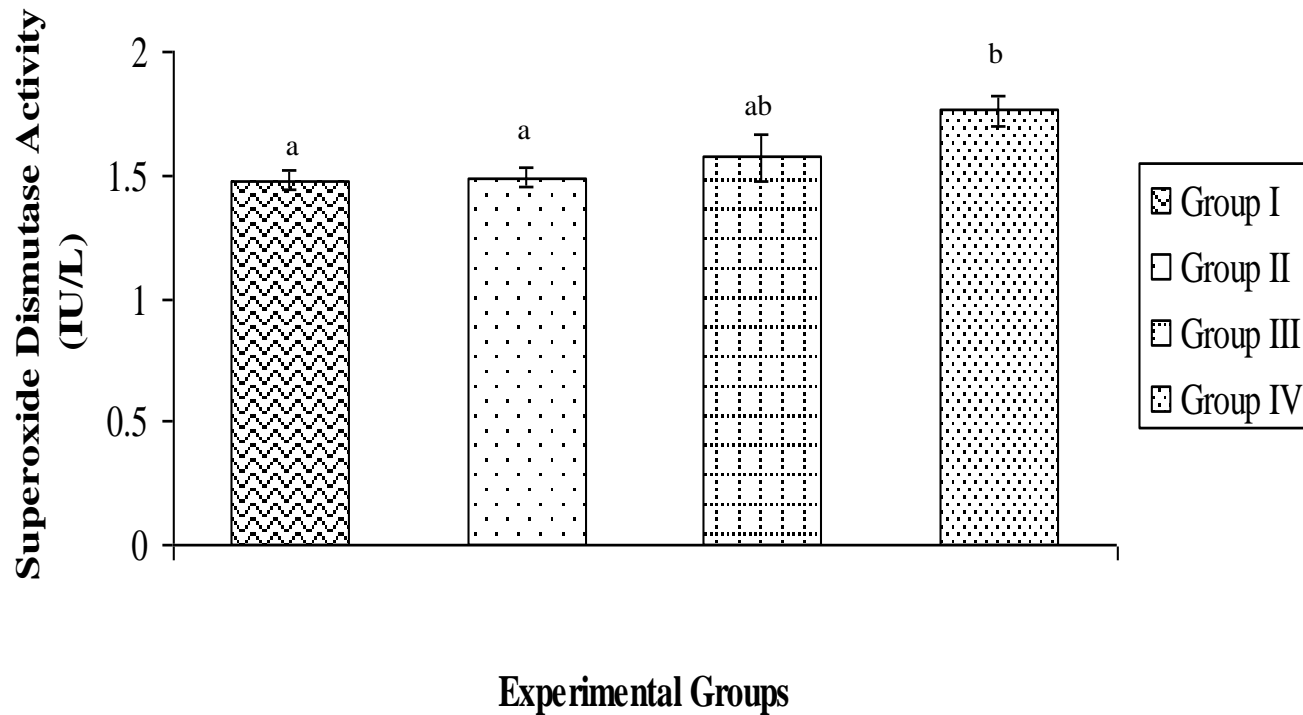 Superoxide Dismutase Activity
(IU/L)
2
1.5
1
0.5
0
a
a
ab
b
Group I
Group II
Group III
Group IV
Experimental Groups